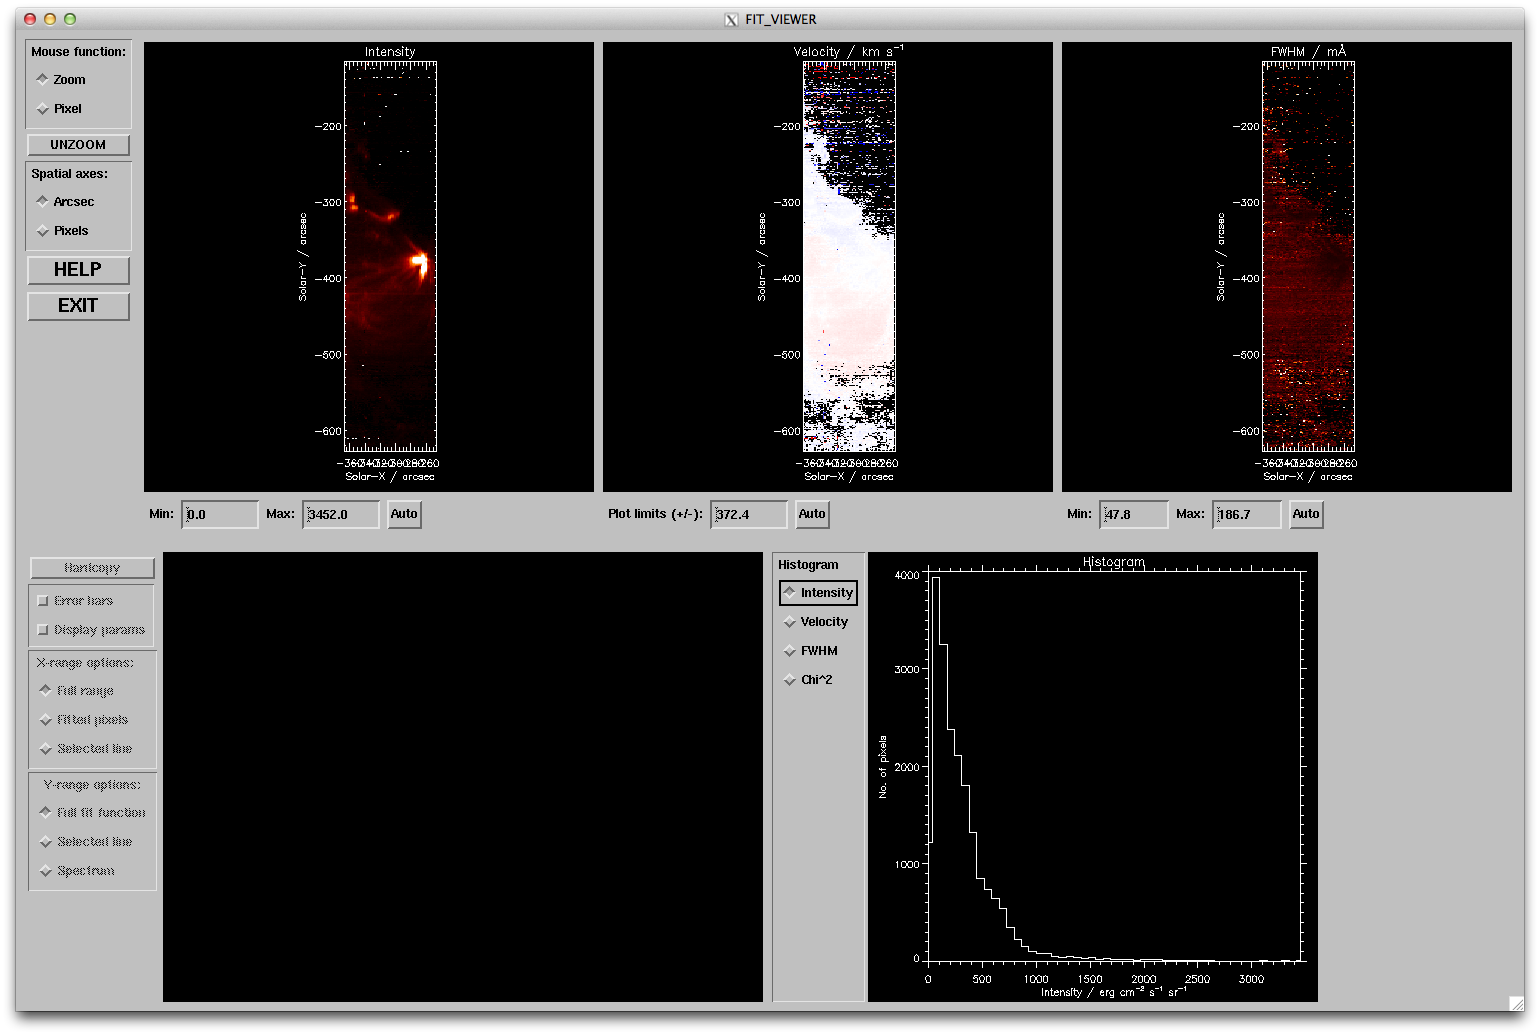 FIT_VIEWER
Mouse function:
Zoom
Pixel
UNZOOM
Spatial axes:
Arcsec
Pixels
HELP
EXIT
Intensity
-200
-300
-400
-500
-600
Solar-Y / arcsec
Solar-X / arcsec
Velocity / km s⁻¹
-200
-300
-400
-500
-600
Solar-Y / arcsec
Solar-X / arcsec
FWHM / mÅ
-200
-300
-400
-500
-600
Solar-Y / arcsec
Solar-X / arcsec
Min: 0.0 Max: 3452.0 Auto
Plot limits (+/-): 372.4 Auto
Min: 47.8 Max: 186.7 Auto
Hardcopy
Error bars
Display params
X-range options:
Full range
Fitted pixels
Selected line
Y-range options:
Full fit function
Selected line
Spectrum
Histogram
Intensity
Velocity
FWHM
Chi^2
Histogram
4000
3000
2000
1000
0
No. of pixels
0 500 1000 1500 2000 2500 3000
Intensity / erg cm⁻² s⁻¹ sr⁻¹